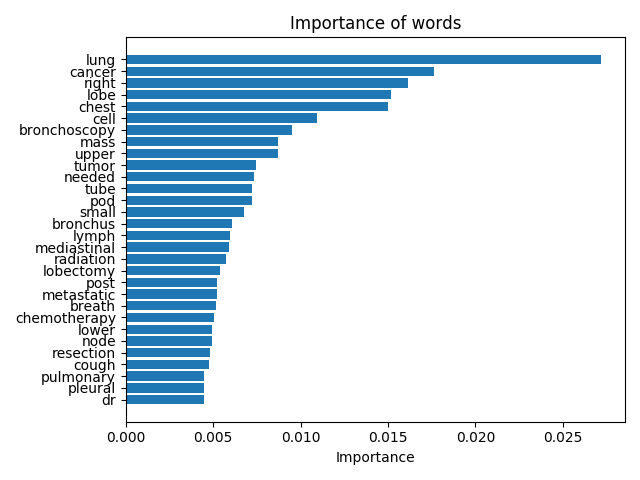 Importance of words
lung
cancer
right
lobe
chest
cell
bronchoscopy
mass
upper
tumor
needed
tube
pod
small
bronchus
lymph
mediastinal
radiation
lobectomy
post
metastatic
breath
chemotherapy
lower
node
resection
cough
pulmonary
pleural
dr
0.000 0.005 0.010 0.015 0.020 0.025
Importance